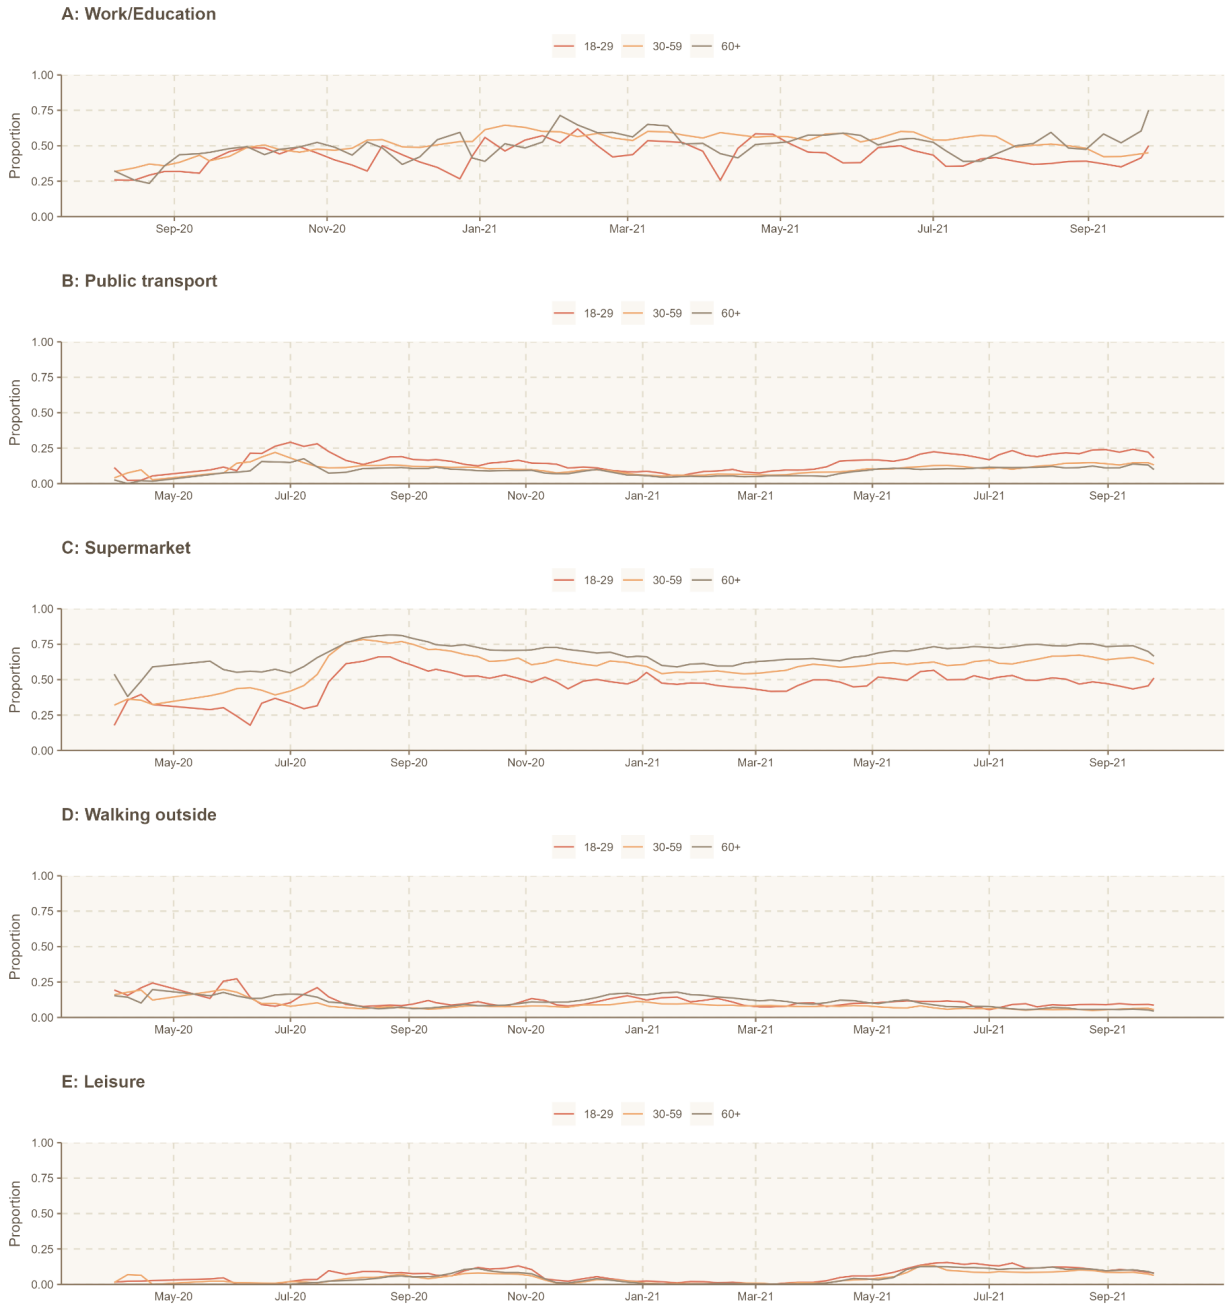 A: Work/Education
18-29 30-59 60+
1.00
0.75
0.50
0.25
0.00
Proportion
Sep-20 Nov-20 Jan-21 Mar-21 May-21 Jul-21 Sep-21
B: Public transport
18-29 30-59 60+
1.00
0.75
0.50
0.25
0.00
Proportion
May-20 Jul-20 Sep-20 Nov-20 Jan-21 Mar-21 May-21 Jul-21 Sep-21
C: Supermarket
18-29 30-59 60+
1.00
0.75
0.50
0.25
0.00
Proportion
May-20 Jul-20 Sep-20 Nov-20 Jan-21 Mar-21 May-21 Jul-21 Sep-21
D: Walking outside
18-29 30-59 60+
1.00
0.75
0.50
0.25
0.00
Proportion
May-20 Jul-20 Sep-20 Nov-20 Jan-21 Mar-21 May-21 Jul-21 Sep-21
E: Leisure
18-29 30-59 60+
1.00
0.75
0.50
0.25
0.00
Proportion
May-20 Jul-20 Sep-20 Nov-20 Jan-21 Mar-21 May-21 Jul-21 Sep-21